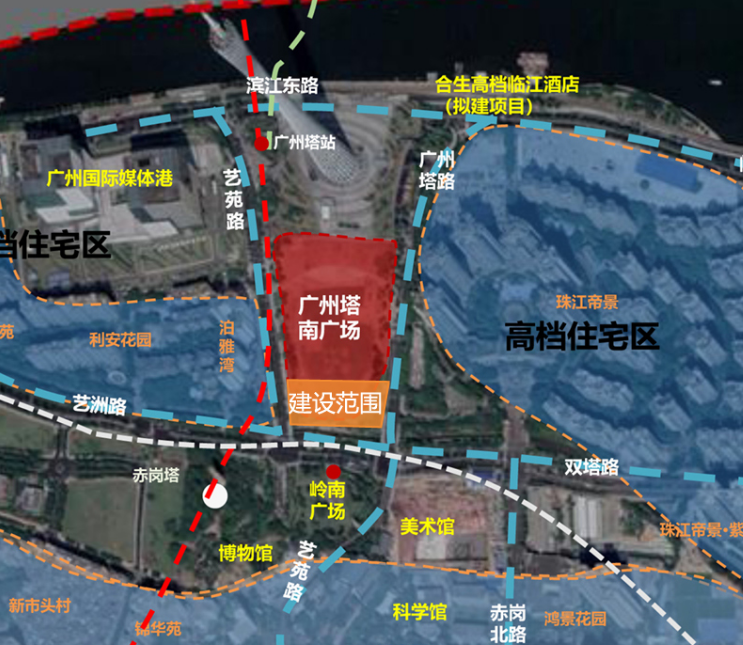 滨江东路
合生高档临江酒店
（拟建项目）
广州塔站
广州
塔路
广州国际媒体港
艺
苑
路
档住宅区
广州塔
南广场
珠江帝景
高档住宅区
苑
利安花园
泊
雅
湾
建设范围
艺洲路
赤岗塔
双塔路
岭南
广场
美术馆
珠江帝景·紫
博物馆
艺
苑
路
新市头村
锦华苑
科学馆
赤岗
北路
鸿景花园